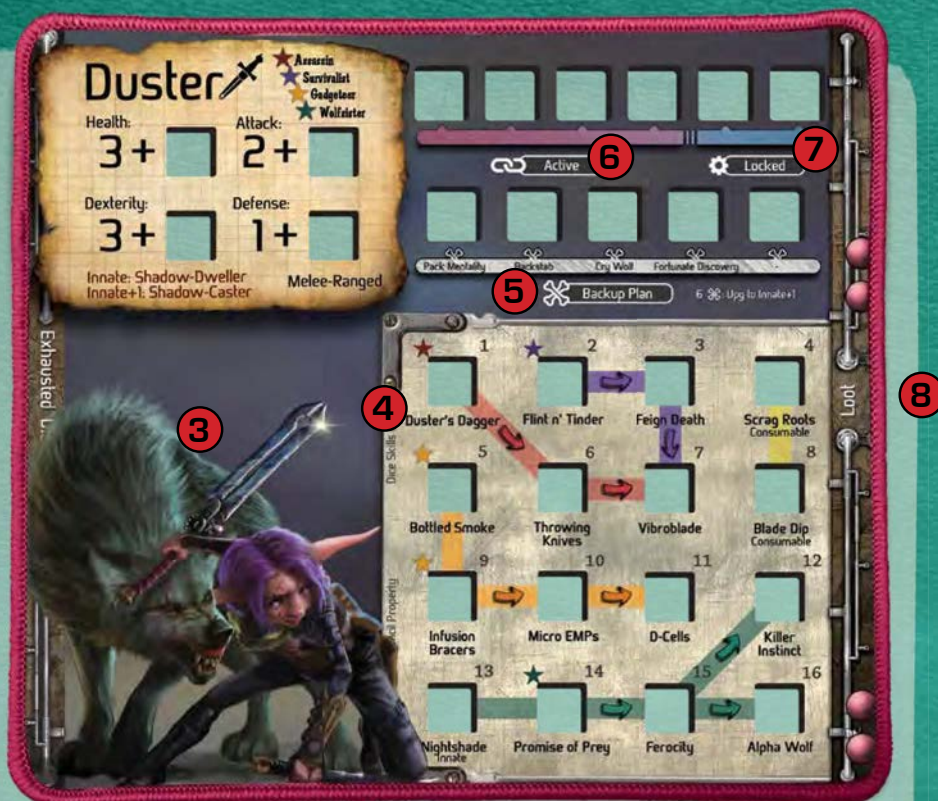 Duster
Assassin
Survivalist
Gadgeteer
Wolfsister
Health:
3+
Attack:
2+
Dexterity:
3+
Defense:
1+
Innate: Shadow-Dweller
Innate+1: Shadow-Caster
Melee-Ranged
6
7
Active
Locked
Pack Mentality
Backstab
Cry Wolf
Fortunate Discovery
5
Backup Plan
6 : Upg to Innate+1
Exhausted
3
4
8
Loot
Dice Skills
1
2
3
4
Duster's Dagger
Flint n' Tinder
Feign Death
Scrag Roots
Consumable
5
6
7
8
Bottled Smoke
Throwing
Knives
Vibroblade
Blade Dip
Consumable
9
10
11
12
Infusion
Bracers
Micro EMPs
D-Cells
Killer
Instinct
Property
13
14
15
16
Nightshade
Innate
Promise of Prey
Ferocity
Alpha Wolf